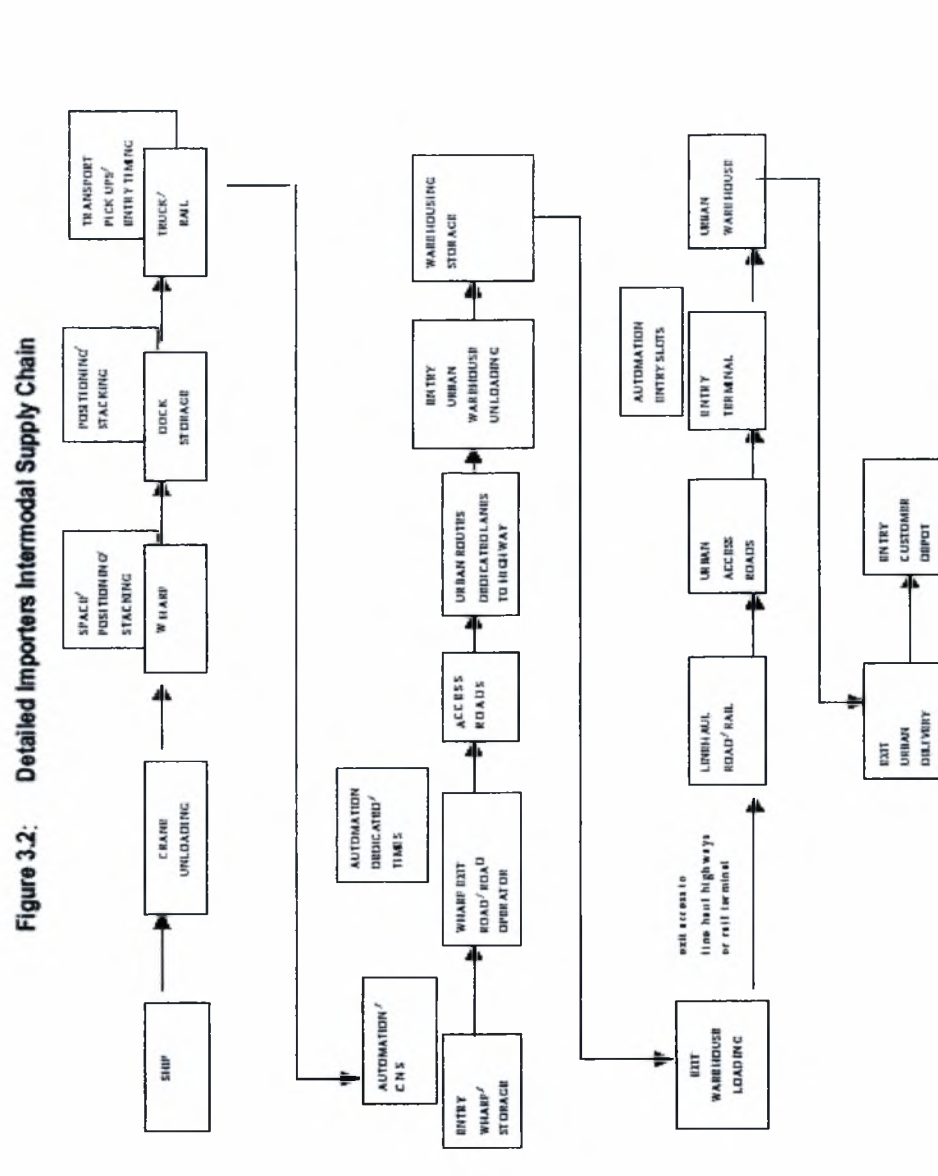 Figure 3.2: Detailed Importers Intermodal Supply Chain
SHIP
CRANE
UNLOADING
SPACE/
POSITIONING/
STACKING
WHARF
POSITIONING/
STACKING
DOCK
STORAGE
TRANSPORT
PICK UPS/
ENTRY TIMING
TRUCK/
RAIL
AUTOMATION/
CNS
ENTRY
WHARF/
STORAGE
AUTOMATION
DEDICATED/
TIMES
WHARF EXIT
ROAD/ROAD
OPERATOR
ACCESS
ROADS
URBAN ROUTES
DEDICATED LANES
TO HIGHWAY
ENTRY
URBAN
WAREHOUSE
UNLOADING
WAREHOUSING
STORAGE
EXIT
WAREHOUSE
LOADING
exit access to
line haul highways
or rail terminal
LINEHAUL
ROAD/RAIL
URBAN
ACCESS
ROADS
AUTOMATION
ENTRY SLOTS
ENTRY
TERMINAL
URBAN
WAREHOUSE
EXIT
URBAN
DELIVERY
ENTRY
CUSTOMER
DEPOT